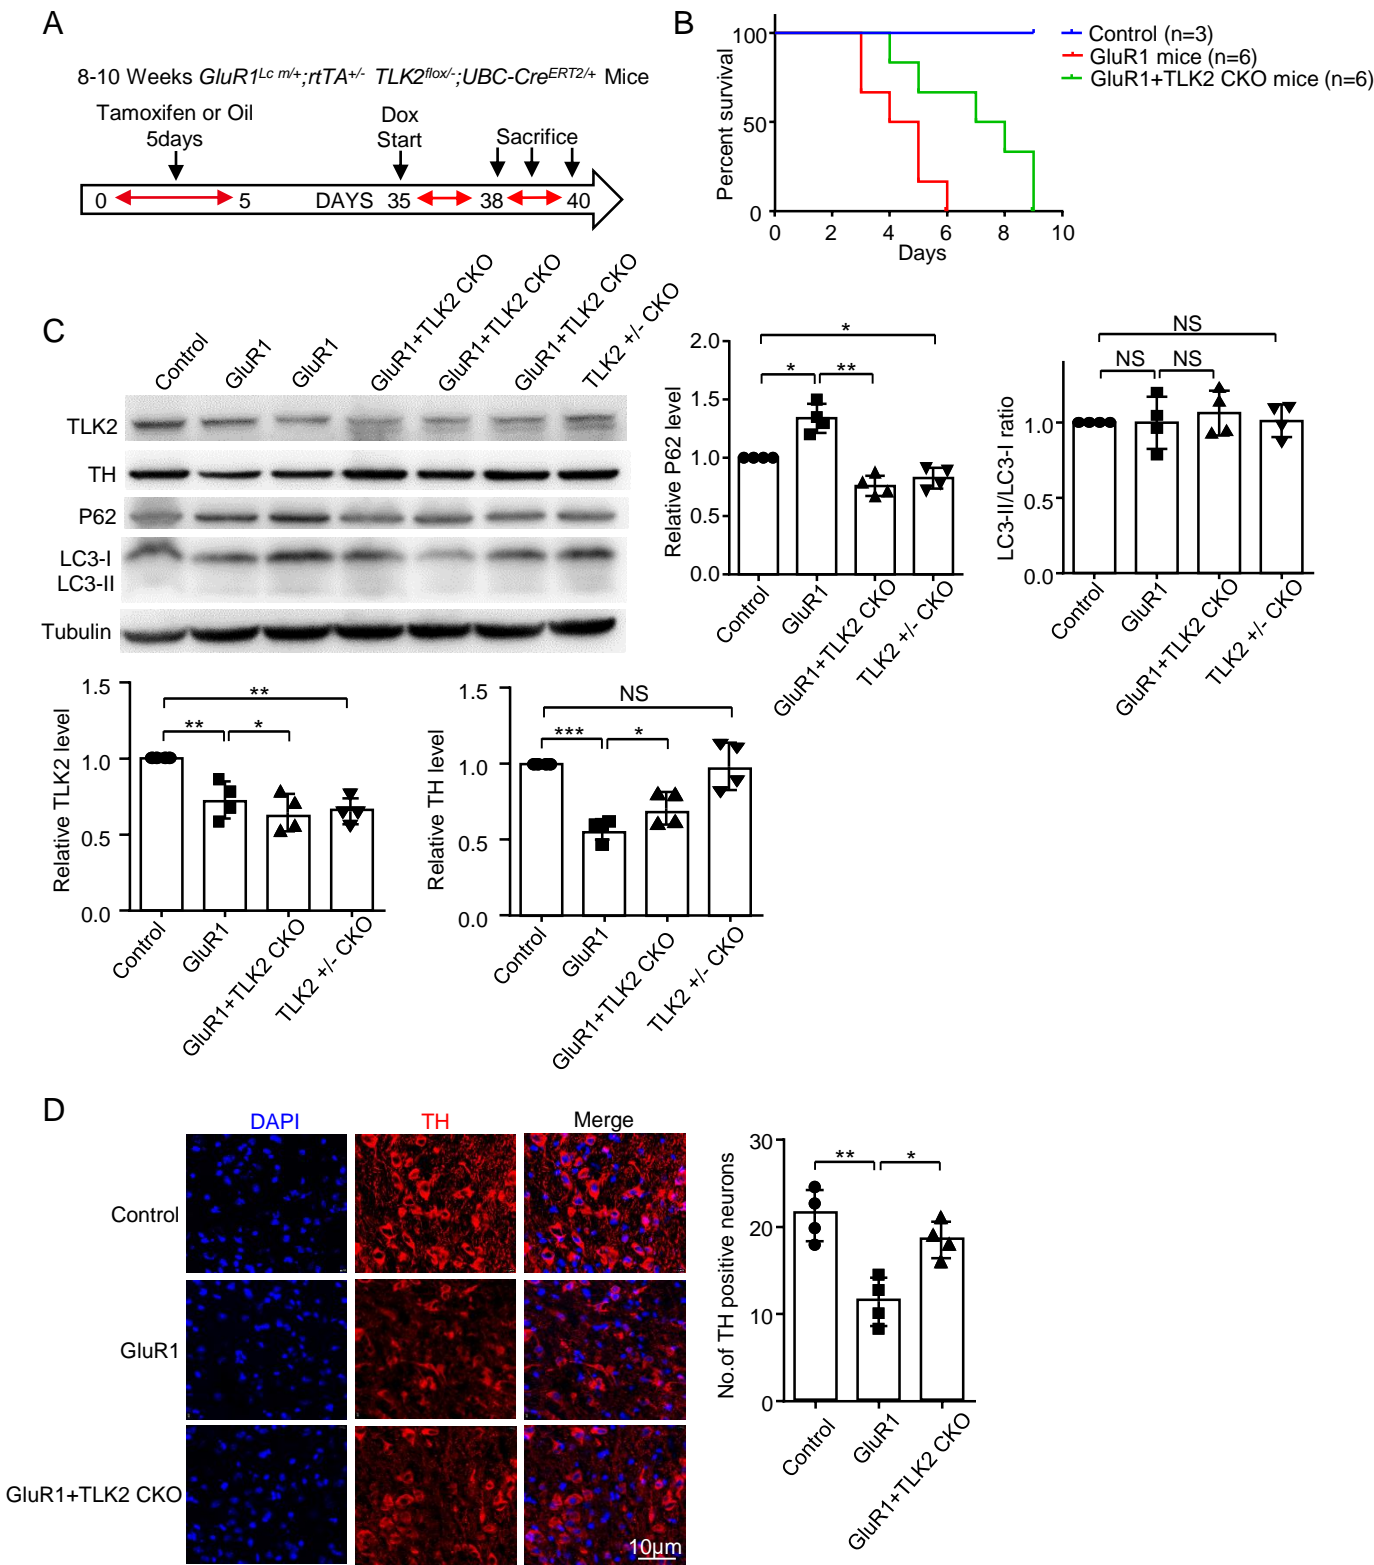 A
8-10 Weeks GluR1Lc m/+;rtTA+/- TLK2flox/-;UBC-CreERT2/+ Mice
Tamoxifen or Oil
5days
Dox
Start
Sacrifice
0 5 DAYS 35 38 40
B
Percent survival
100
50
0
0 2 4 6 8 10
Days
Control (n=3)
GluR1 mice (n=6)
GluR1+TLK2 CKO mice (n=6)
C
Control
GluR1
GluR1
GluR1+TLK2 CKO
GluR1+TLK2 CKO
GluR1+TLK2 CKO
TLK2 +/- CKO
TLK2
TH
P62
LC3-I
LC3-II
Tubulin
Relative P62 level
2.0
1.5
1.0
0.5
0.0
*
* **
Control
GluR1
GluR1+TLK2 CKO
TLK2 +/- CKO
LC3-II/LC3-I ratio
1.0
0.5
0.0
NS
NS NS
Control
GluR1
GluR1+TLK2 CKO
TLK2 +/- CKO
Relative TLK2 level
1.5
1.0
0.5
0.0
**
** *
Control
GluR1
GluR1+TLK2 CKO
TLK2 +/- CKO
Relative TH level
1.5
1.0
0.5
0.0
NS
*** *
Control
GluR1
GluR1+TLK2 CKO
TLK2 +/- CKO
D
DAPI TH Merge
Control
GluR1
GluR1+TLK2 CKO
10μm
No.of TH positive neurons
30
20
10
0
** *
Control
GluR1
GluR1+TLK2 CKO